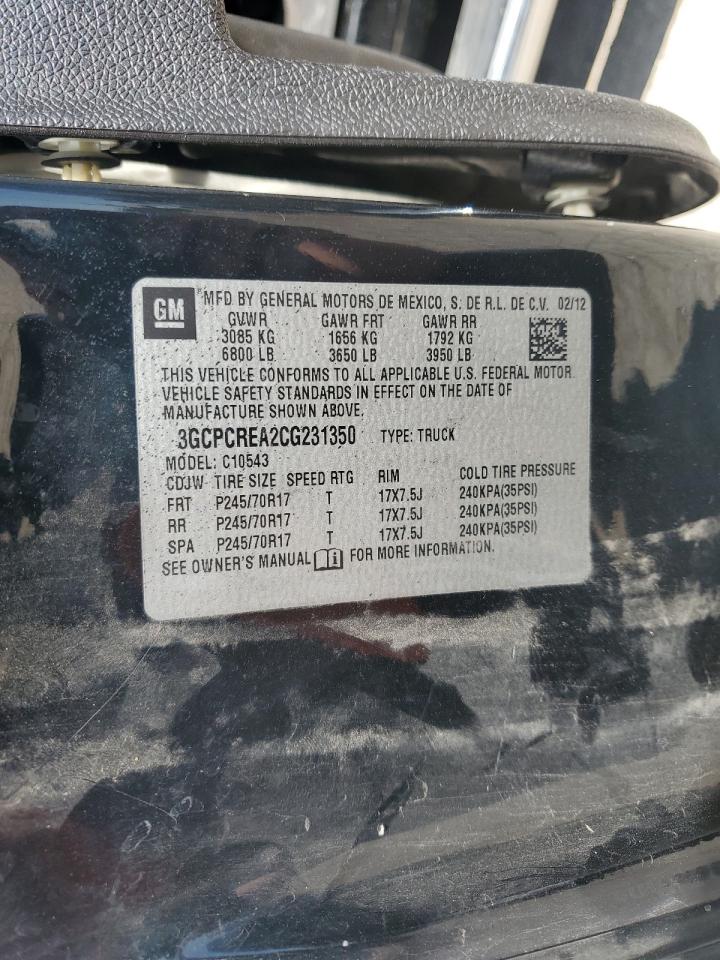 GM
MFD BY GENERAL MOTORS DE MEXICO, S. DE R.L. DE C.V. 02/12
GVWR GAWR FRT GAWR RR
3085 KG 1656 KG 1792 KG
6800 LB 3650 LB 3950 LB
THIS VEHICLE CONFORMS TO ALL APPLICABLE U.S. FEDERAL MOTOR
VEHICLE SAFETY STANDARDS IN EFFECT ON THE DATE OF
MANUFACTURE SHOWN ABOVE.
3GCPCREA2CG231350 TYPE: TRUCK
MODEL: C10543
CDJW TIRE SIZE SPEED RTG RIM COLD TIRE PRESSURE
FRT P245/70R17 T 17X7.5J 240KPA(35PSI)
RR P245/70R17 T 17X7.5J 240KPA(35PSI)
SPA P245/70R17 T 17X7.5J 240KPA(35PSI)
SEE OWNER'S MANUAL FOR MORE INFORMATION.